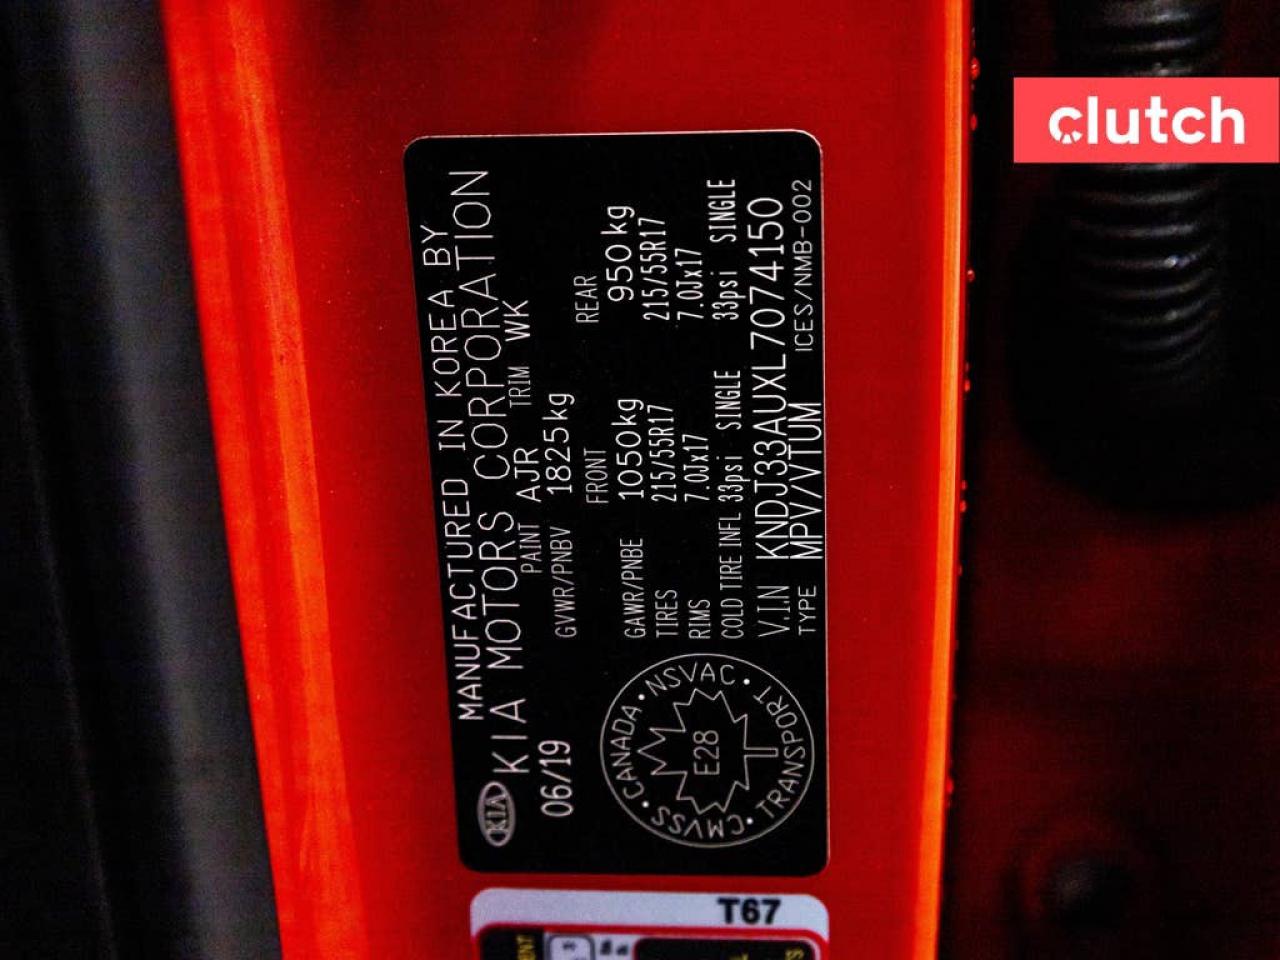 clutch
MANUFACTURED IN KOREA BY
KIA KIA MOTORS CORPORATION
06/19 PAINT AJR TRIM WK
GVWR/PNBV 1825kg
FRONT REAR
GAWR/PNBE 1050kg 950kg
TIRES 215/55R17 215/55R17
RIMS 7.0Jx17 7.0Jx17
COLD TIRE INFL 33psi SINGLE 33psi SINGLE
V.I.N KNDJ33AUXL7074150
TYPE MPV/VTUM ICES/NMB-002
CANADA · NSVAC · TRANSPORT · CMVSS ·
E28
T67